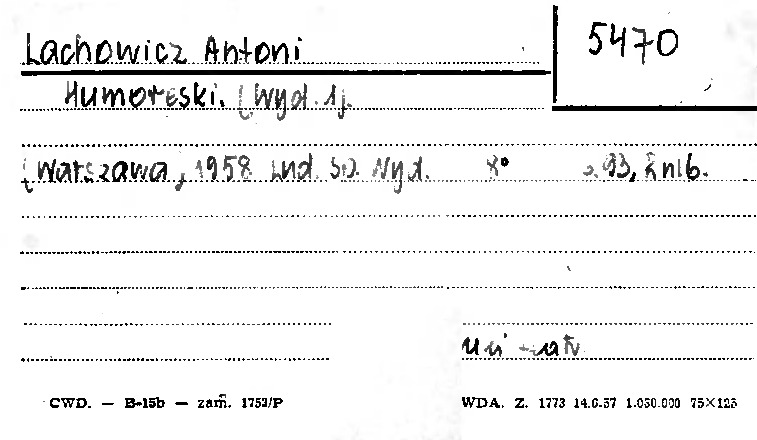 Lachowicz Antoni
5470
Humoreski. [Wyd. 1].
[Warszawa], 1958 Lud. Sp. Wyd. 8° s. 93, 2 nlb.
CWD. — B-15b — zam. 1753/P
WDA. Z. 1773 14.6.57 1.050.000 75×125